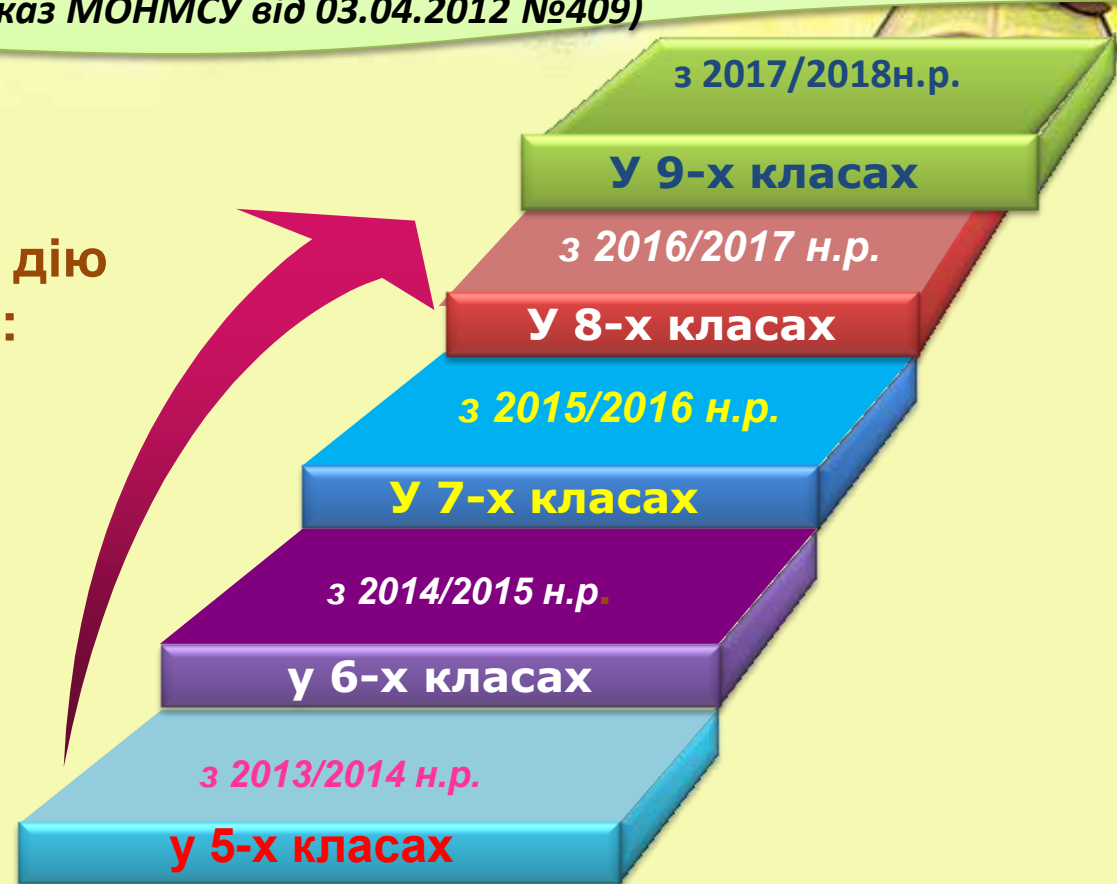 каз МОНМСУ від 03.04.2012 №409)
з 2017/2018н.р.
У 9-х класах
дію
:
з 2016/2017 н.р.
У 8-х класах
з 2015/2016 н.р.
У 7-х класах
з 2014/2015 н.р.
у 6-х класах
з 2013/2014 н.р.
у 5-х класах